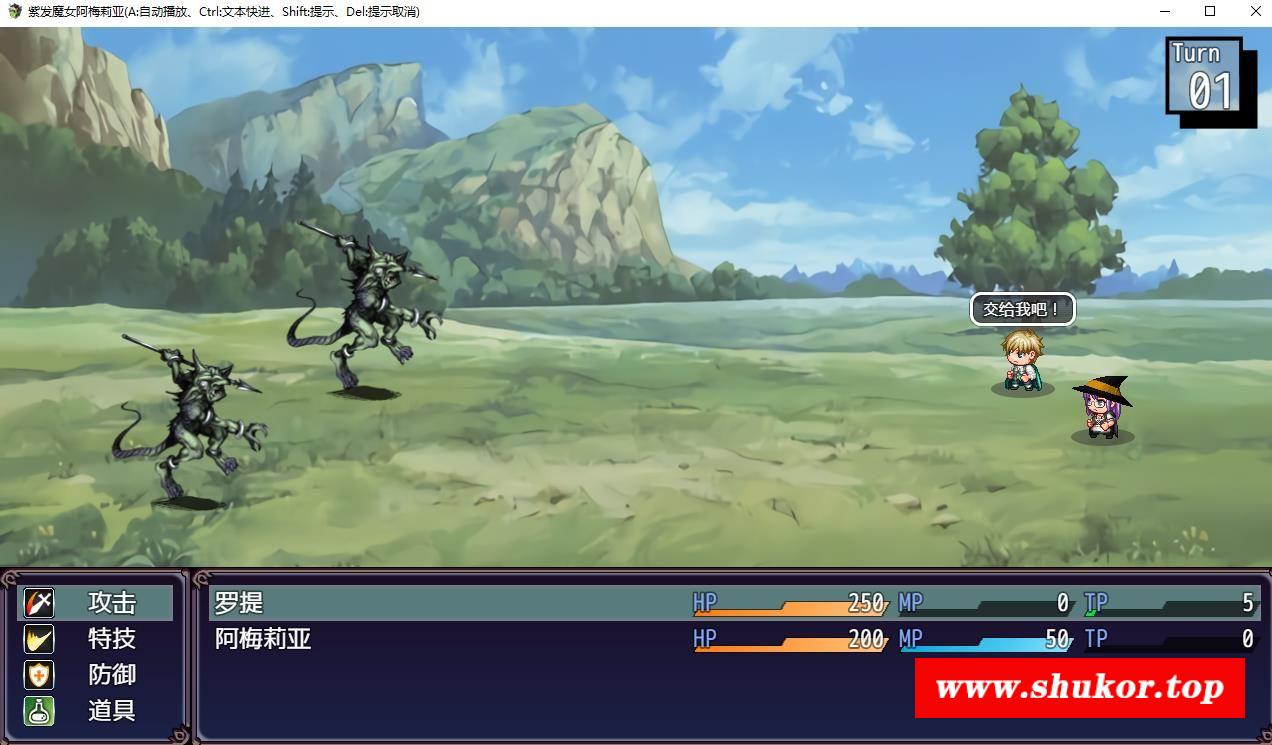 紫发魔女阿梅莉亚(A:自动播放、Ctrl:文本快进、Shift:提示、Del:提示取消)
Turn
01
交给我吧！
攻击
特技
防御
道具
罗提 HP 250 MP 0 TP 5
阿梅莉亚 HP 200 MP 50 TP 0
www.shukor.top